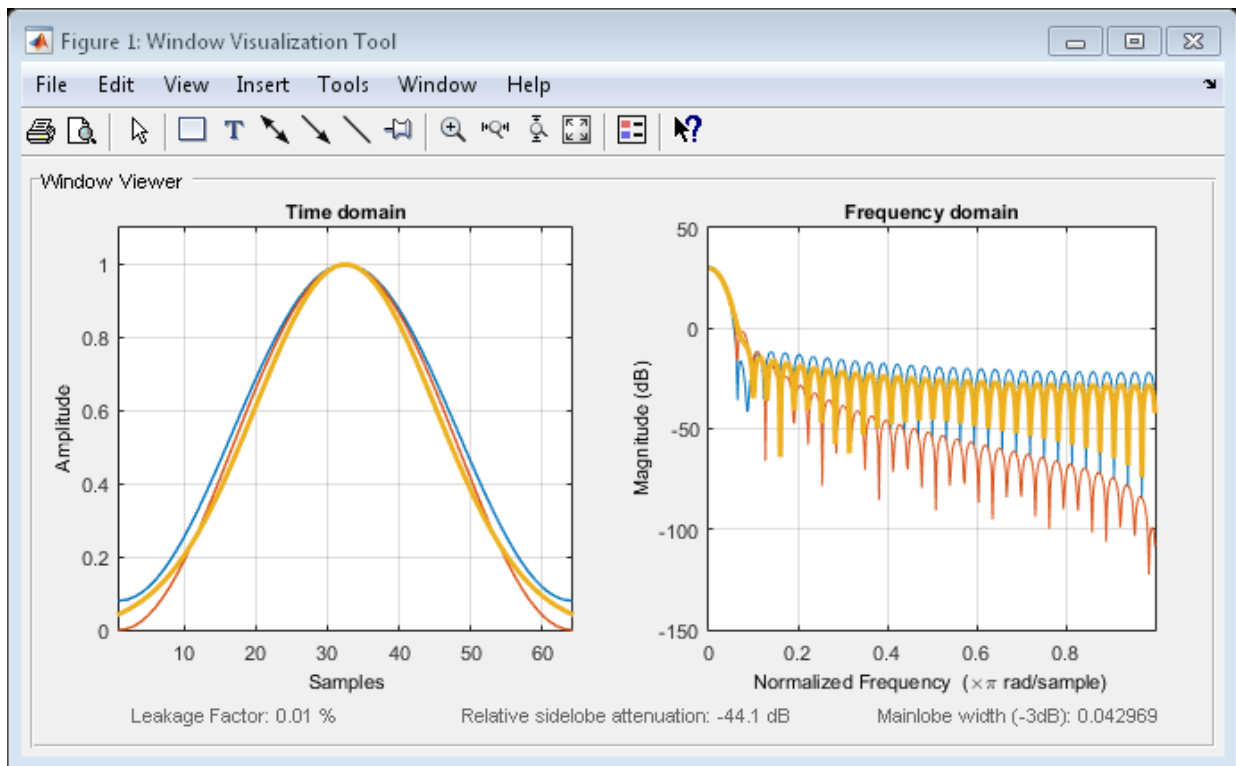 Figure 1: Window Visualization Tool
File Edit View Insert Tools Window Help
T
?
Window Viewer
Time domain
1
0.8
0.6
0.4
0.2
0
Amplitude
10 20 30 40 50 60
Samples
Frequency domain
50
0
-50
-100
-150
Magnitude (dB)
0 0.2 0.4 0.6 0.8
Normalized Frequency (×π rad/sample)
Leakage Factor: 0.01 % Relative sidelobe attenuation: -44.1 dB Mainlobe width (-3dB): 0.042969